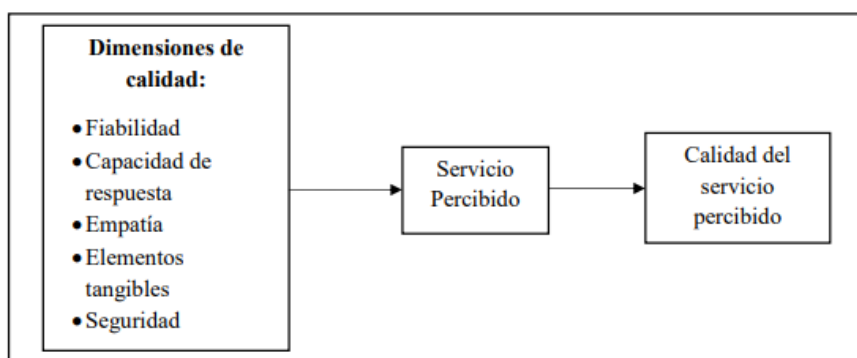 Dimensiones de
calidad:
• Fiabilidad
• Capacidad de
respuesta
• Empatía
• Elementos
tangibles
• Seguridad
Servicio
Percibido
Calidad del
servicio
percibido